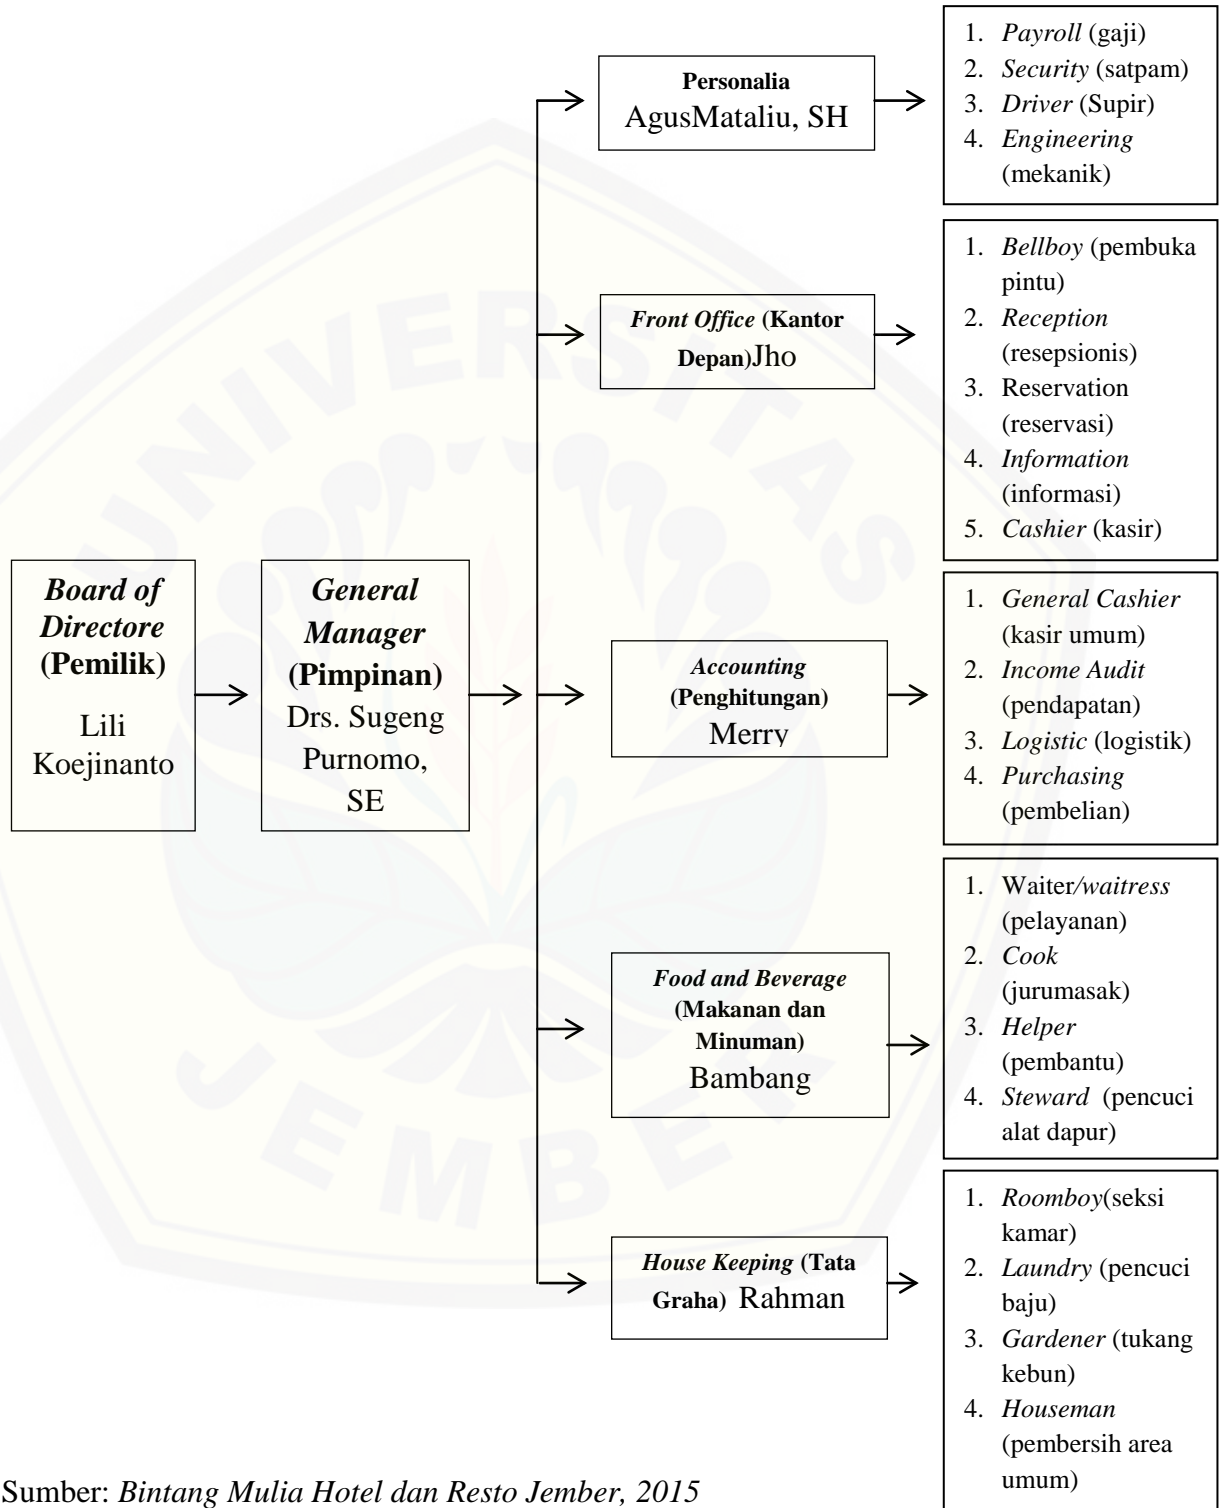 Personalia
AgusMataliu, SH
1. Payroll (gaji)
2. Security (satpam)
3. Driver (Supir)
4. Engineering
(mekanik)
Front Office (Kantor
Depan)Jho
1. Bellboy (pembuka
pintu)
2. Reception
(resepsionis)
3. Reservation
(reservasi)
4. Information
(informasi)
5. Cashier (kasir)
Board of
Directore
(Pemilik)
Lili
Koejinanto
General
Manager
(Pimpinan)
Drs. Sugeng
Purnomo,
SE
Accounting
(Penghitungan)
Merry
1. General Cashier
(kasir umum)
2. Income Audit
(pendapatan)
3. Logistic (logistik)
4. Purchasing
(pembelian)
Food and Beverage
(Makanan dan
Minuman)
Bambang
1. Waiter/waitress
(pelayanan)
2. Cook
(jurumasak)
3. Helper
(pembantu)
4. Steward (pencuci
alat dapur)
House Keeping (Tata
Graha) Rahman
1. Roomboy(seksi
kamar)
2. Laundry (pencuci
baju)
3. Gardener (tukang
kebun)
4. Houseman
(pembersih area
umum)
Sumber: Bintang Mulia Hotel dan Resto Jember, 2015
UNIVERSITAS
JEMBER